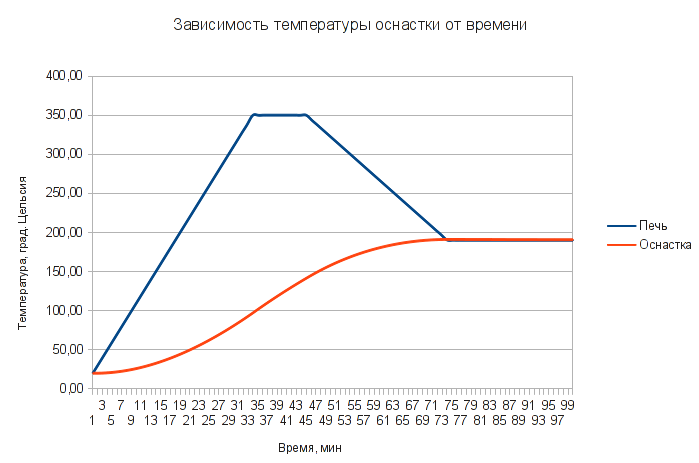 Зависимость температуры оснастки от времени
400,00
350,00
300,00
250,00
200,00
150,00
100,00
50,00
0,00
Температура, град. Цельсия
3 7 11 15 19 23 27 31 35 39 43 47 51 55 59 63 67 71 75 79 83 87 91 95 99
1 5 9 13 17 21 25 29 33 37 41 45 49 53 57 61 65 69 73 77 81 85 89 93 97
Время, мин
Печь
Оснастка